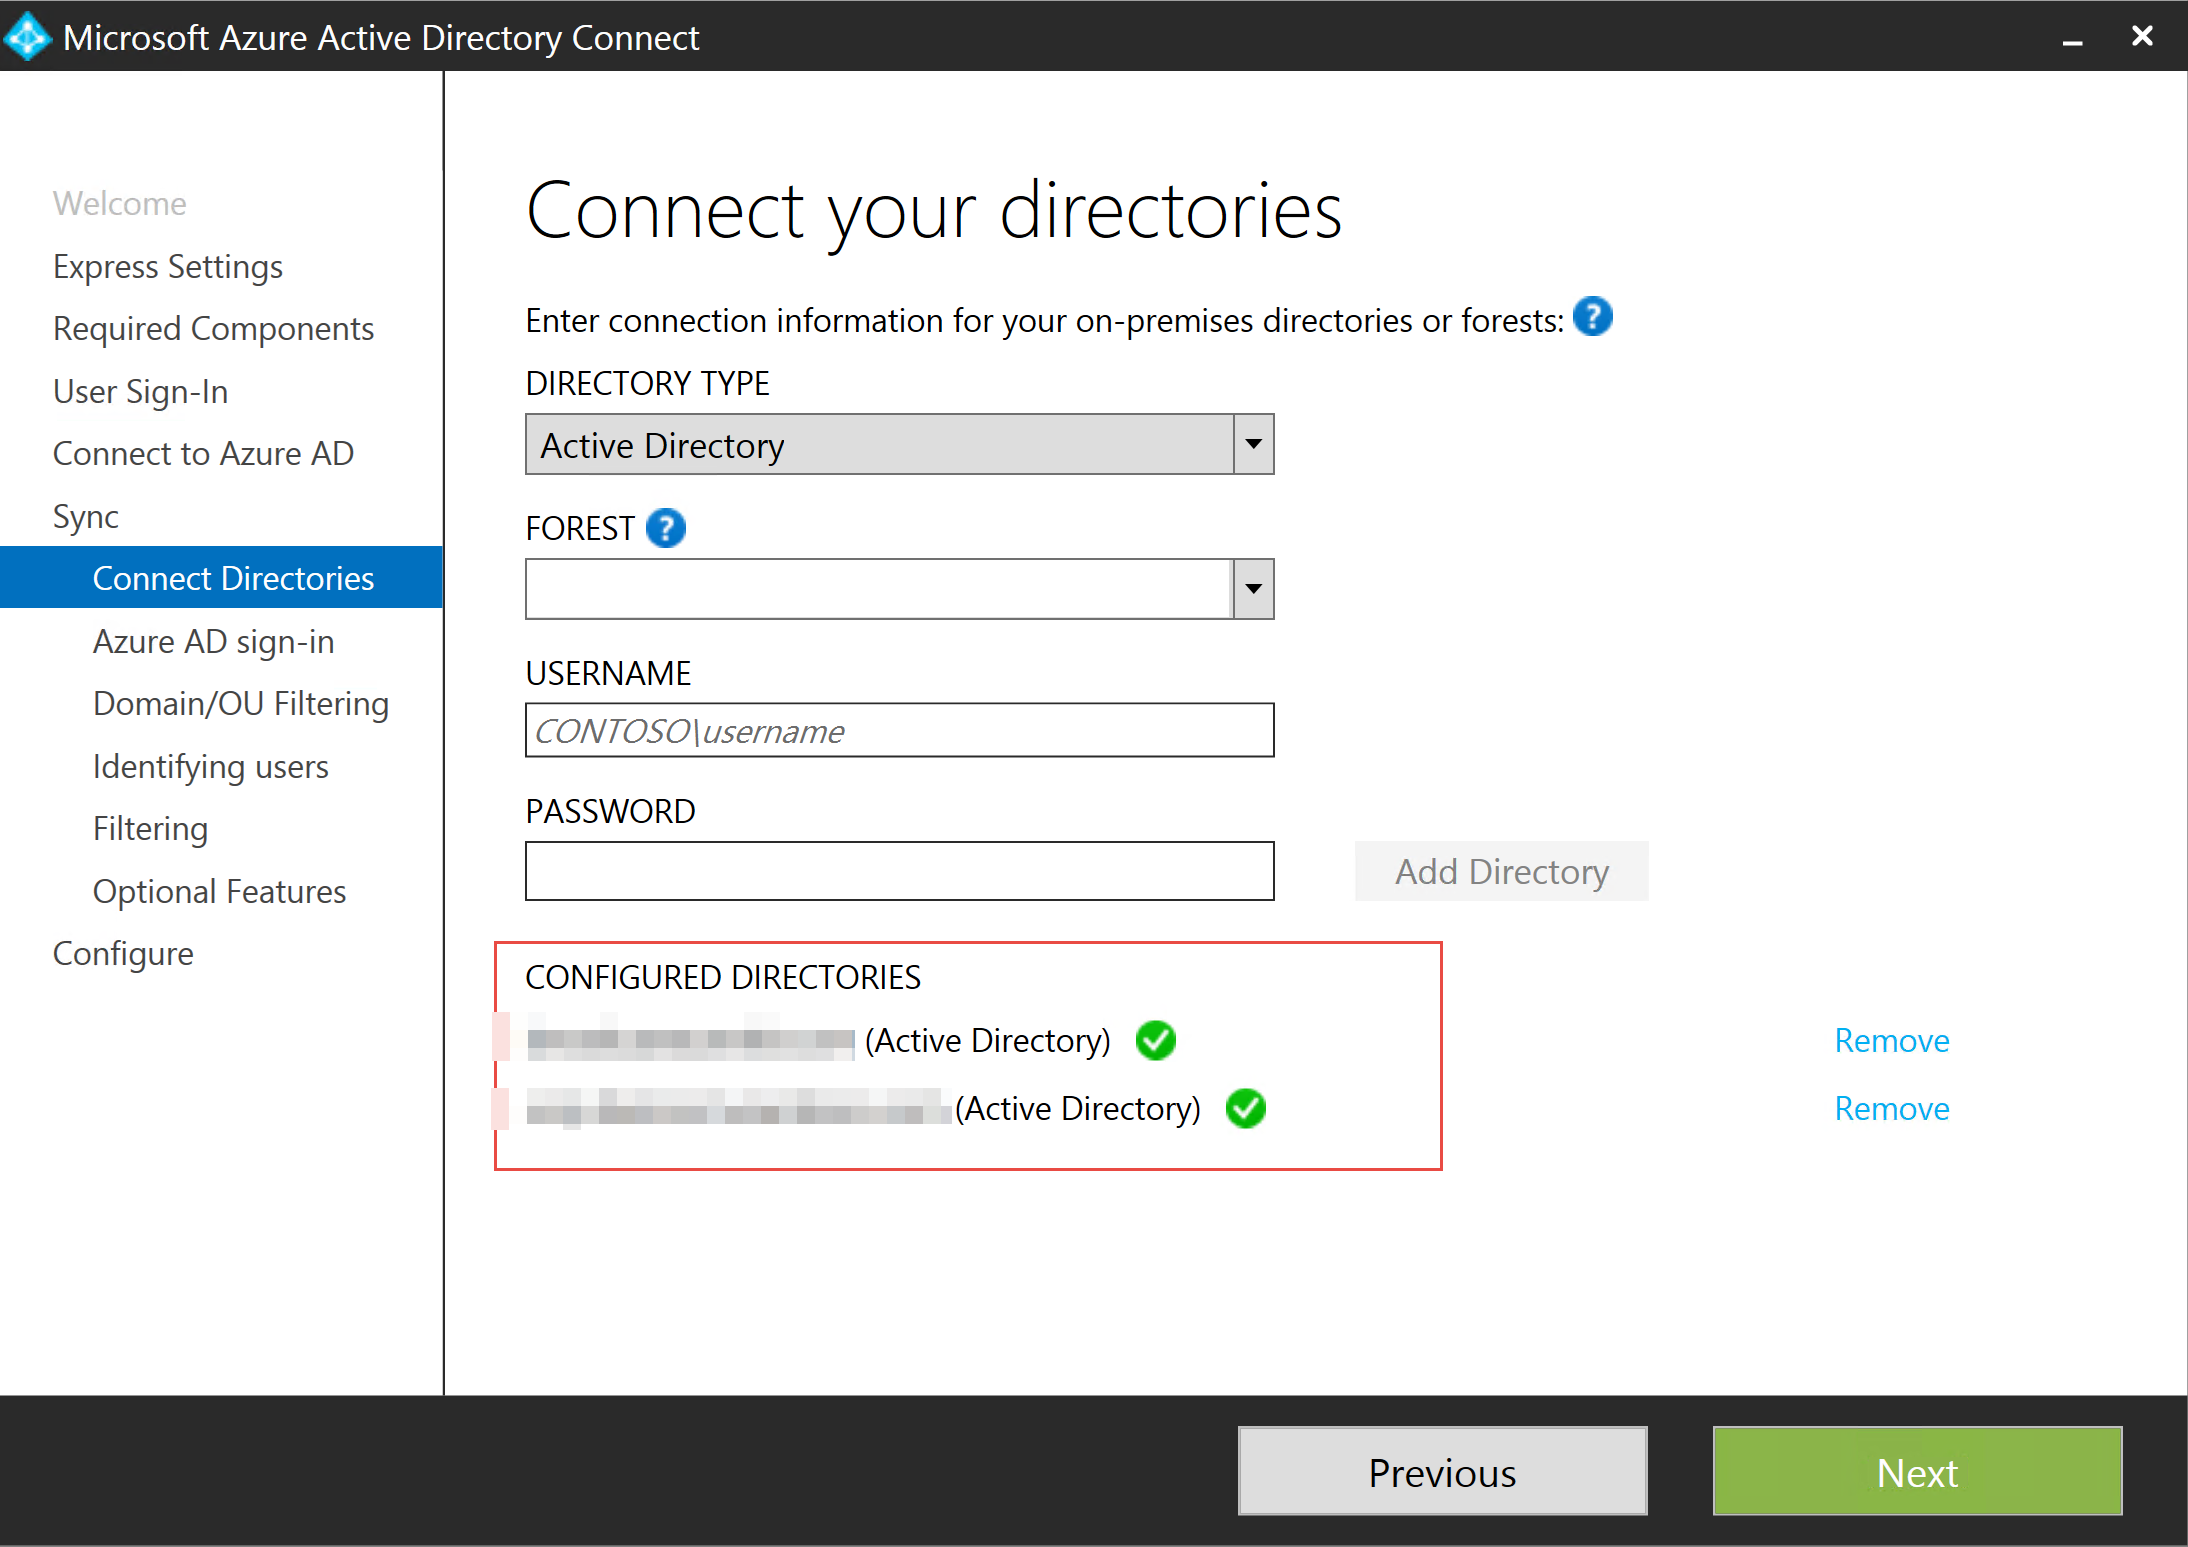 Microsoft Azure Active Directory Connect
Welcome
Express Settings
Required Components
User Sign-In
Connect to Azure AD
Sync
Connect Directories
Azure AD sign-in
Domain/OU Filtering
Identifying users
Filtering
Optional Features
Configure
Connect your directories
Enter connection information for your on-premises directories or forests: ?
DIRECTORY TYPE
Active Directory
FOREST ?
USERNAME
CONTOSO\username
PASSWORD
Add Directory
CONFIGURED DIRECTORIES
(Active Directory) Remove
(Active Directory) Remove
Previous Next